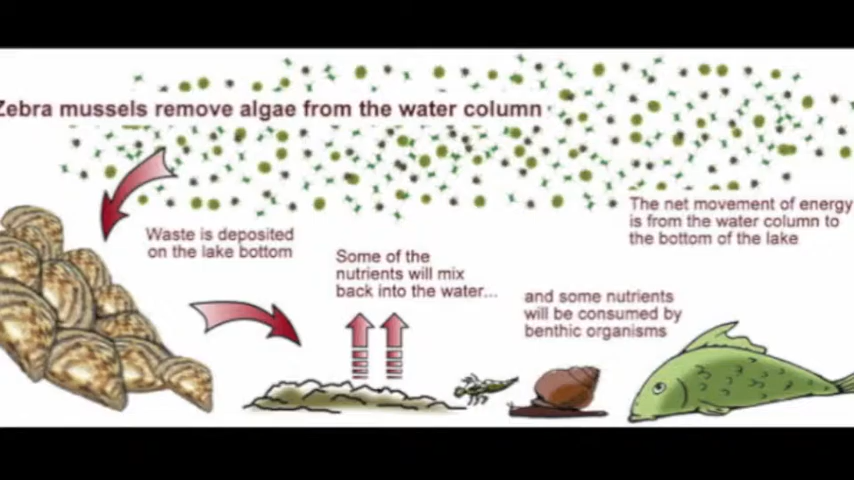 Zebra mussels remove algae from the water column
The net movement of energy
is from the water column to
the bottom of the lake
Waste is deposited
on the lake bottom
Some of the
nutrients will mix
back into the water...
and some nutrients
will be consumed by
benthic organisms